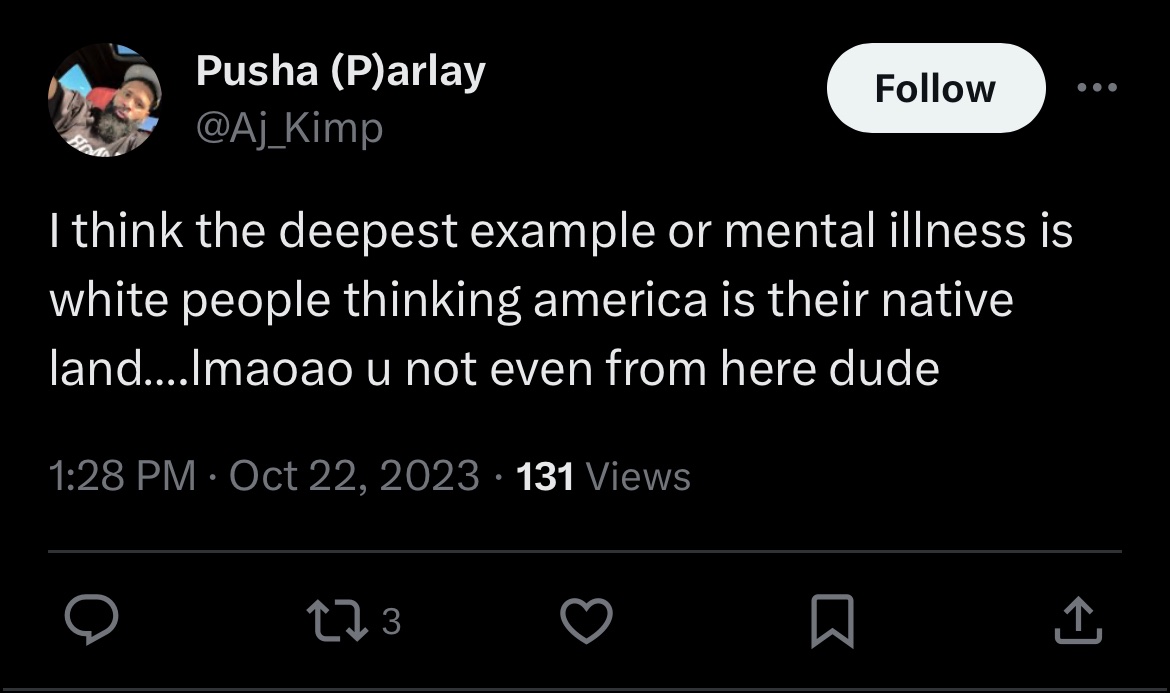 Pusha (P)arlay
@Aj_Kimp
Follow
I think the deepest example or mental illness is
white people thinking america is their native
land....lmaoao u not even from here dude
1:28 PM · Oct 22, 2023 · 131 Views
3